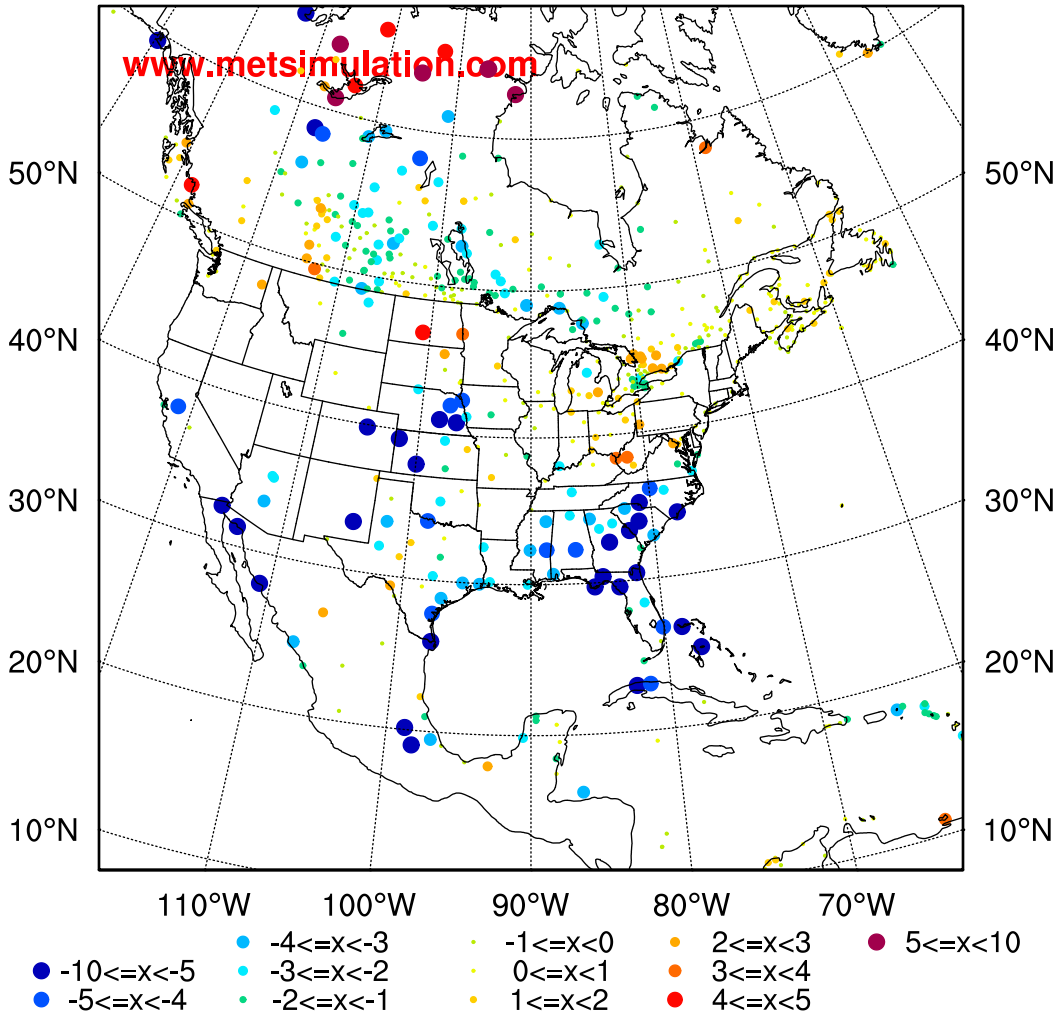 www.metsimulation.com
50°N 50°N
40°N 40°N
30°N 30°N
20°N 20°N
10°N 10°N
110°W 100°W 90°W 80°W 70°W
-4<=x<-3 -1<=x<0 2<=x<3 5<=x<10
-10<=x<-5 -3<=x<-2 0<=x<1 3<=x<4
-5<=x<-4 -2<=x<-1 1<=x<2 4<=x<5